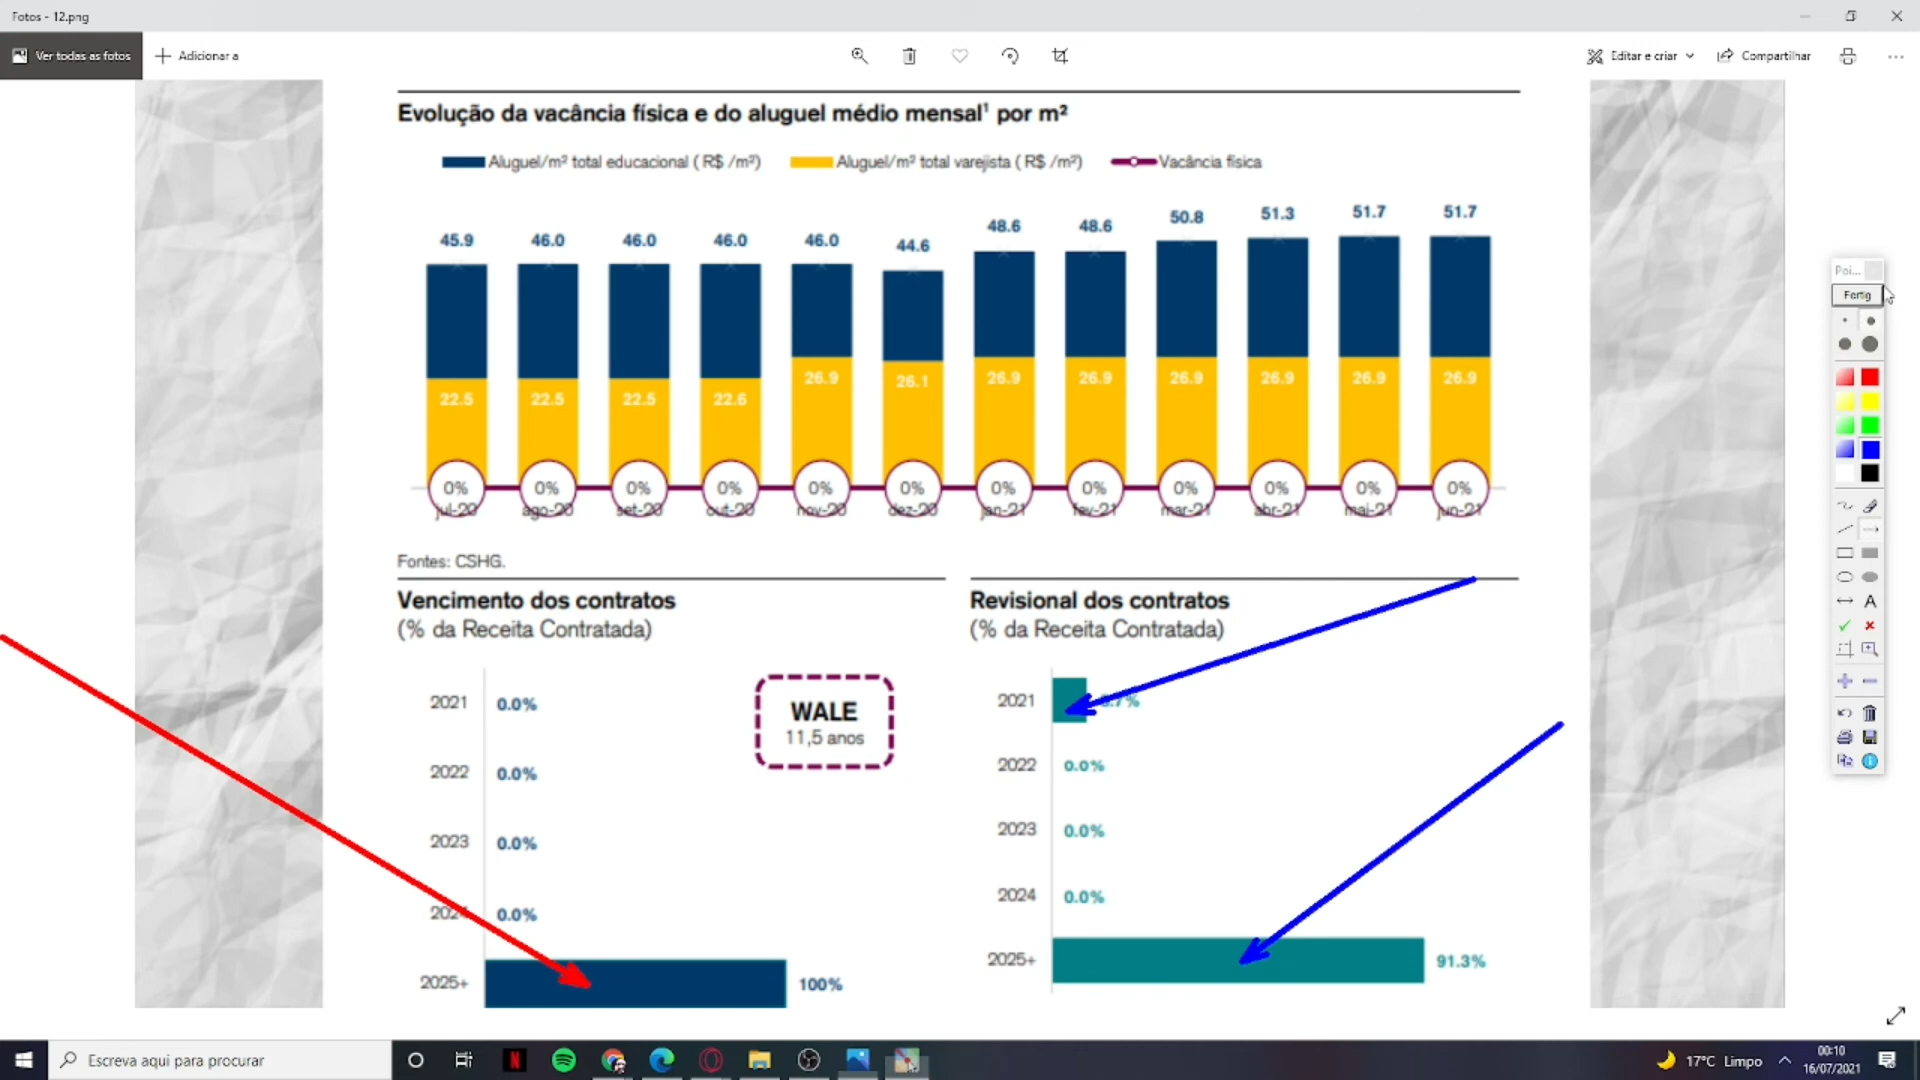 Fotos - 12.png
Ver todas as fotos
Adicionar a
Editar e criar
Compartilhar
Evolução da vacância física e do aluguel médio mensal¹ por m²
Aluguel/m² total educacional ( R$ /m²)
Aluguel/m² total varejista ( R$ /m²)
Vacância física
45.9 46.0 46.0 46.0 46.0 44.6 48.6 48.6 50.8 51.3 51.7 51.7
22.5 22.5 22.5 22.6 26.9 26.1 26.9 26.9 26.9 26.9 26.9 26.9
0% 0% 0% 0% 0% 0% 0% 0% 0% 0% 0% 0%
jul-20 ago-20 set-20 out-20 nov-20 dez-20 jan-21 fev-21 mar-21 abr-21 mai-21 jun-21
Fontes: CSHG.
Vencimento dos contratos
(% da Receita Contratada)
2021 0.0%
2022 0.0%
2023 0.0%
2024 0.0%
2025+ 100%
WALE
11,5 anos
Revisional dos contratos
(% da Receita Contratada)
2021
2022 0.0%
2023 0.0%
2024 0.0%
2025+ 91.3%
Poi...
Fertig
A
Escreva aqui para procurar
17°C Limpo
00:10
16/07/2021